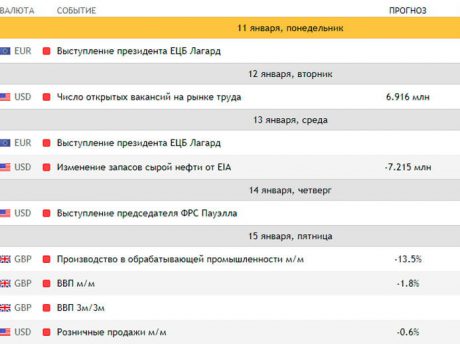 ВАЛЮТА СОБЫТИЕ ПРОГНОЗ
11 января, понедельник
EUR Выступление президента ЕЦБ Лагард
12 января, вторник
USD Число открытых вакансий на рынке труда 6.916 млн
13 января, среда
EUR Выступление президента ЕЦБ Лагард
USD Изменение запасов сырой нефти от EIA -7.215 млн
14 января, четверг
USD Выступление председателя ФРС Пауэлла
15 января, пятница
GBP Производство в обрабатывающей промышленности м/м -13.5%
GBP ВВП м/м -1.8%
GBP ВВП 3м/3м
USD Розничные продажи м/м -0.6%